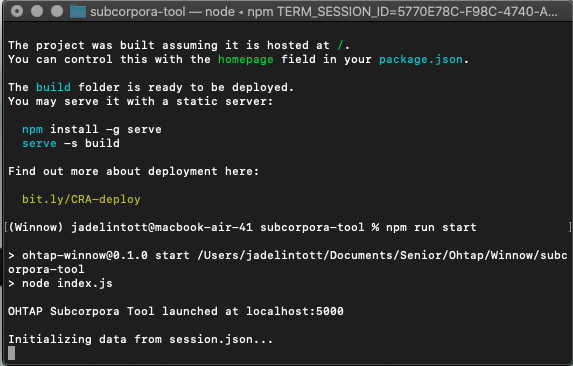 subcorpora-tool — node ◂ npm TERM_SESSION_ID=5770E78C-F98C-4740-A...
The project was built assuming it is hosted at /.
You can control this with the homepage field in your package.json.
The build folder is ready to be deployed.
You may serve it with a static server:
npm install -g serve
serve -s build
Find out more about deployment here:
bit.ly/CRA-deploy
[(Winnow) jadelintott@macbook-air-41 subcorpora-tool % npm run start
> ohtap-winnow@0.1.0 start /Users/jadelintott/Documents/Senior/Ohtap/Winnow/subc
orpora-tool
> node index.js
OHTAP Subcorpora Tool launched at localhost:5000
Initializing data from session.json...